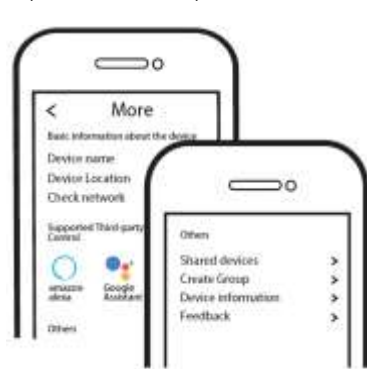 <
More
Basic information about the device
Device name
Device Location
Check network
Supported Third-party
Control
amazon
alexa
Google
Assistant
Others
Others
Shared devices >
Create Group >
Device information >
Feedback >